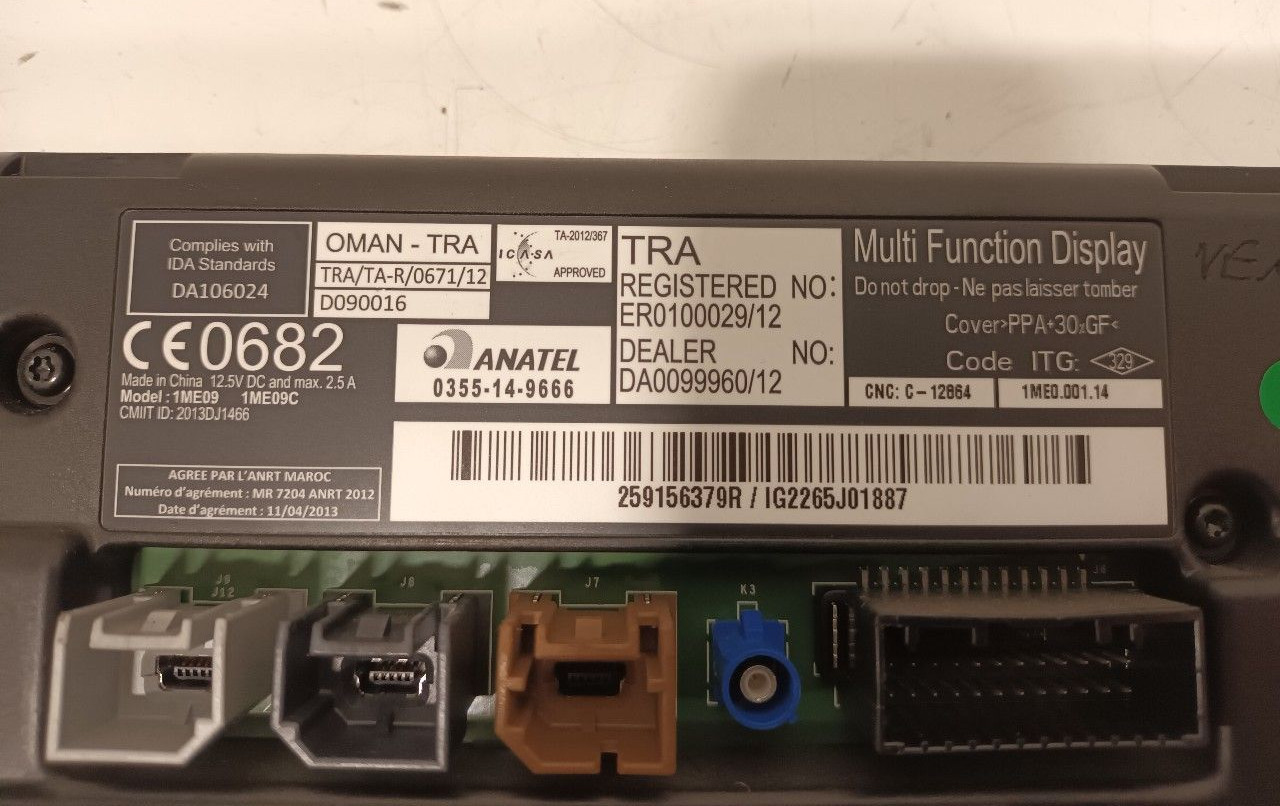 Complies with
IDA Standards
DA106024
OMAN - TRA
TRA/TA-R/0671/12
D090016
TA-2012/367
ICASA
APPROVED
TRA
REGISTERED NO:
ER0100029/12
DEALER NO:
DA0099960/12
Multi Function Display
Do not drop - Ne pas laisser tomber
Cover>PPA+30%GF<
Code ITG: 329
CNC: C-12864
1ME0.001.14
CE0682
Made in China 12.5V DC and max. 2.5 A
Model : 1ME09 1ME09C
CMIIT ID: 2013DJ1466
ANATEL
0355-14-9666
AGREE PAR L'ANRT MAROC
Numéro d'agrément : MR 7204 ANRT 2012
Date d'agrément : 11/04/2013
259156379R / IG2265J01887
J9
J12
J8
J7
K3